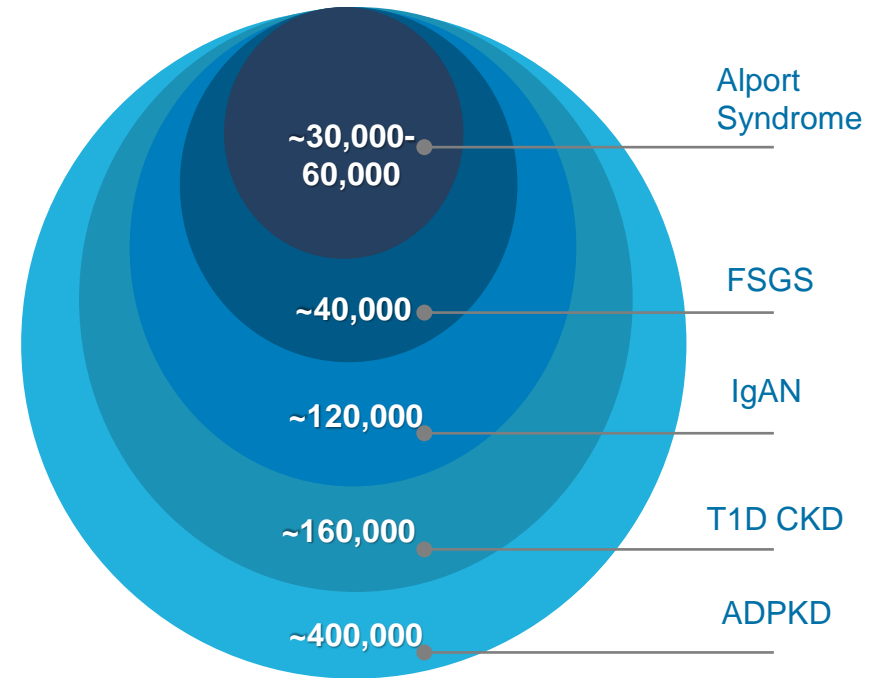 Alport
Syndrome
~30,000-
60,000
FSGS
~40,000
IgAN
~120,000
T1D CKD
~160,000
ADPKD
~400,000